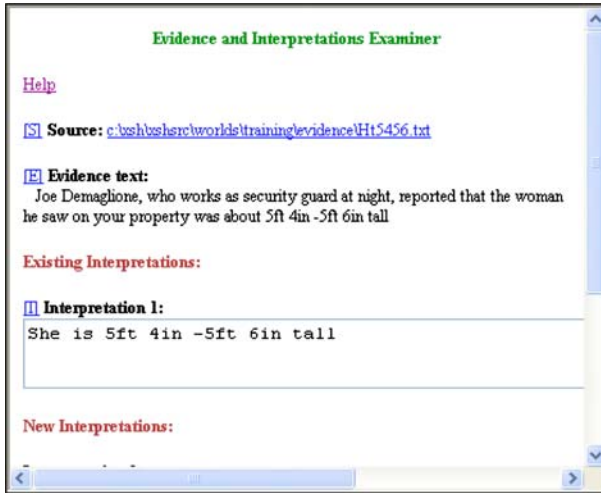 Evidence and Interpretations Examiner
Help
[S] Source: c:\xsh\xshsrc\worlds\training\evidence\Ht5456.txt
[E] Evidence text:
Joe Demaglione, who works as security guard at night, reported that the woman
he saw on your property was about 5ft 4in -5ft 6in tall
Existing Interpretations:
[I] Interpretation 1:
She is 5ft 4in -5ft 6in tall
New Interpretations: